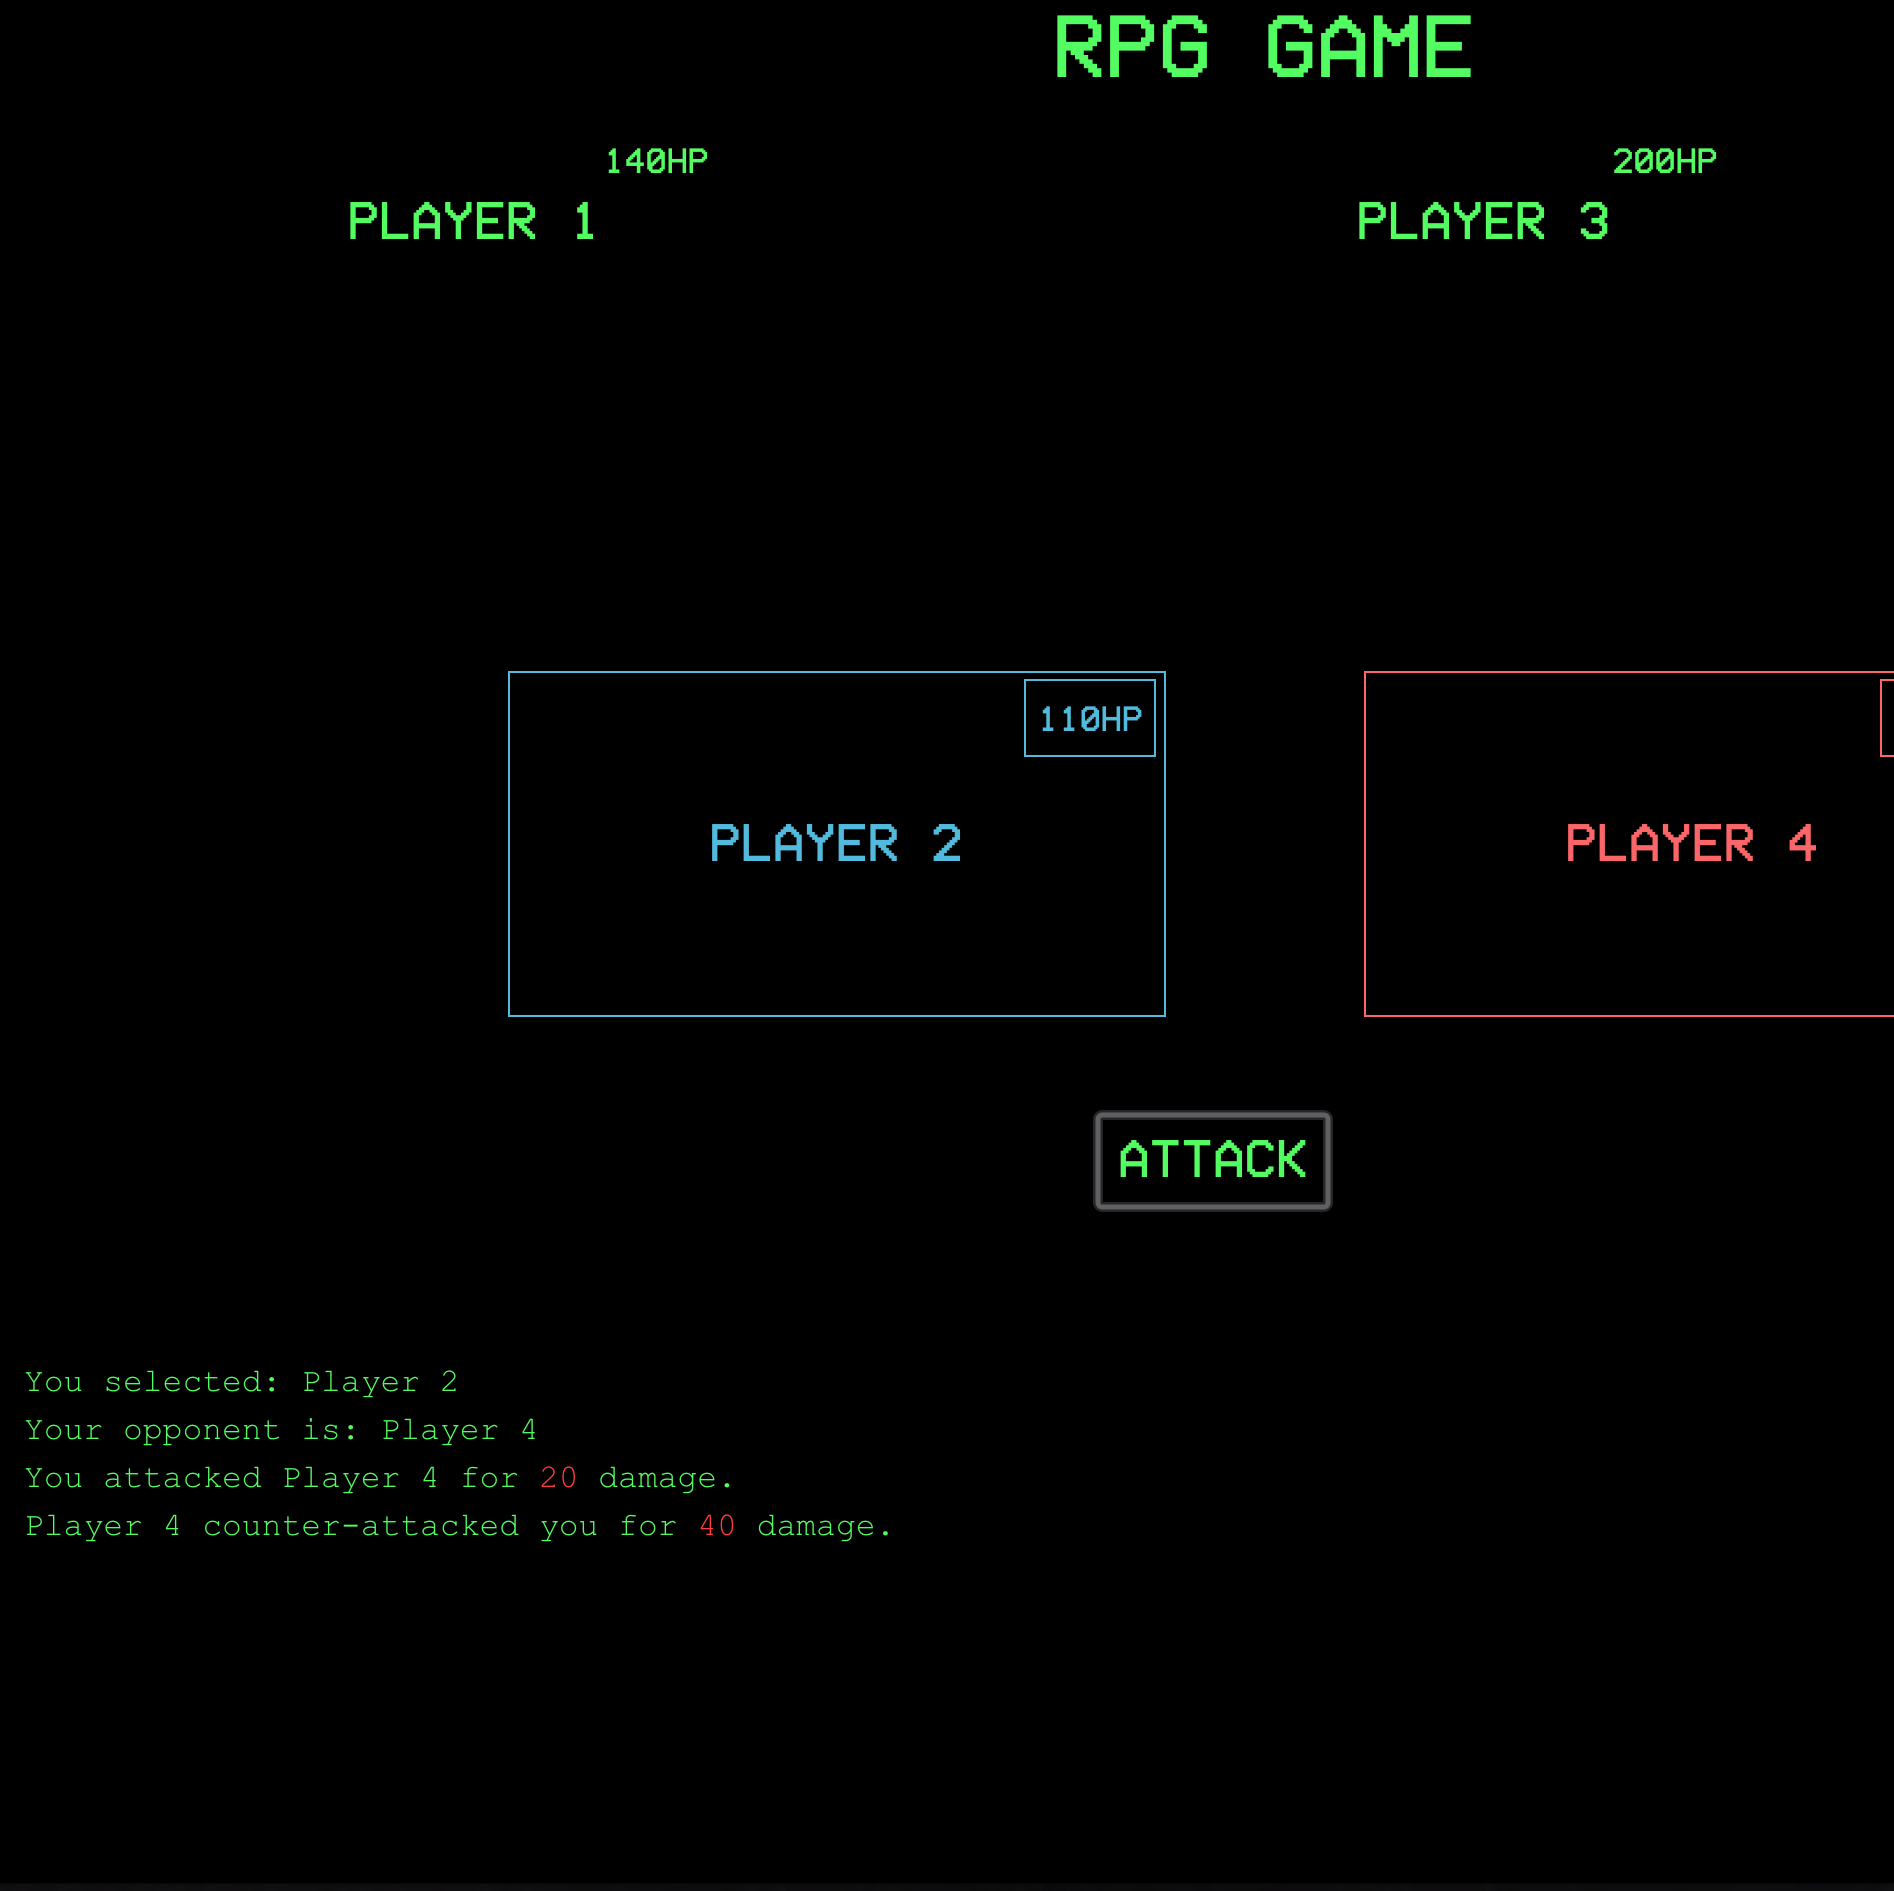 RPG GAME
140HP
PLAYER 1
200HP
PLAYER 3
110HP
PLAYER 2
PLAYER 4
ATTACK
You selected: Player 2
Your opponent is: Player 4
You attacked Player 4 for 20 damage.
Player 4 counter-attacked you for 40 damage.